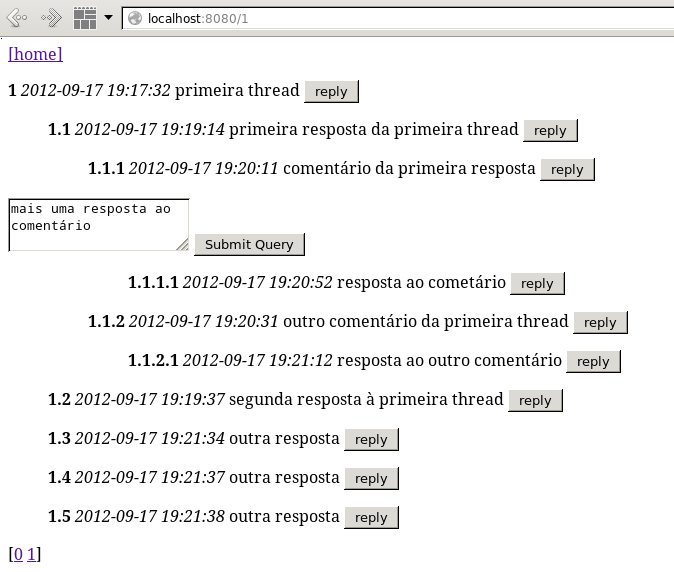 localhost:8080/1
[home]
1 2012-09-17 19:17:32 primeira thread reply
1.1 2012-09-17 19:19:14 primeira resposta da primeira thread reply
1.1.1 2012-09-17 19:20:11 comentário da primeira resposta reply
mais uma resposta ao
comentário
Submit Query
1.1.1.1 2012-09-17 19:20:52 resposta ao cometário reply
1.1.2 2012-09-17 19:20:31 outro comentário da primeira thread reply
1.1.2.1 2012-09-17 19:21:12 resposta ao outro comentário reply
1.2 2012-09-17 19:19:37 segunda resposta à primeira thread reply
1.3 2012-09-17 19:21:34 outra resposta reply
1.4 2012-09-17 19:21:37 outra resposta reply
1.5 2012-09-17 19:21:38 outra resposta reply
[0 1]